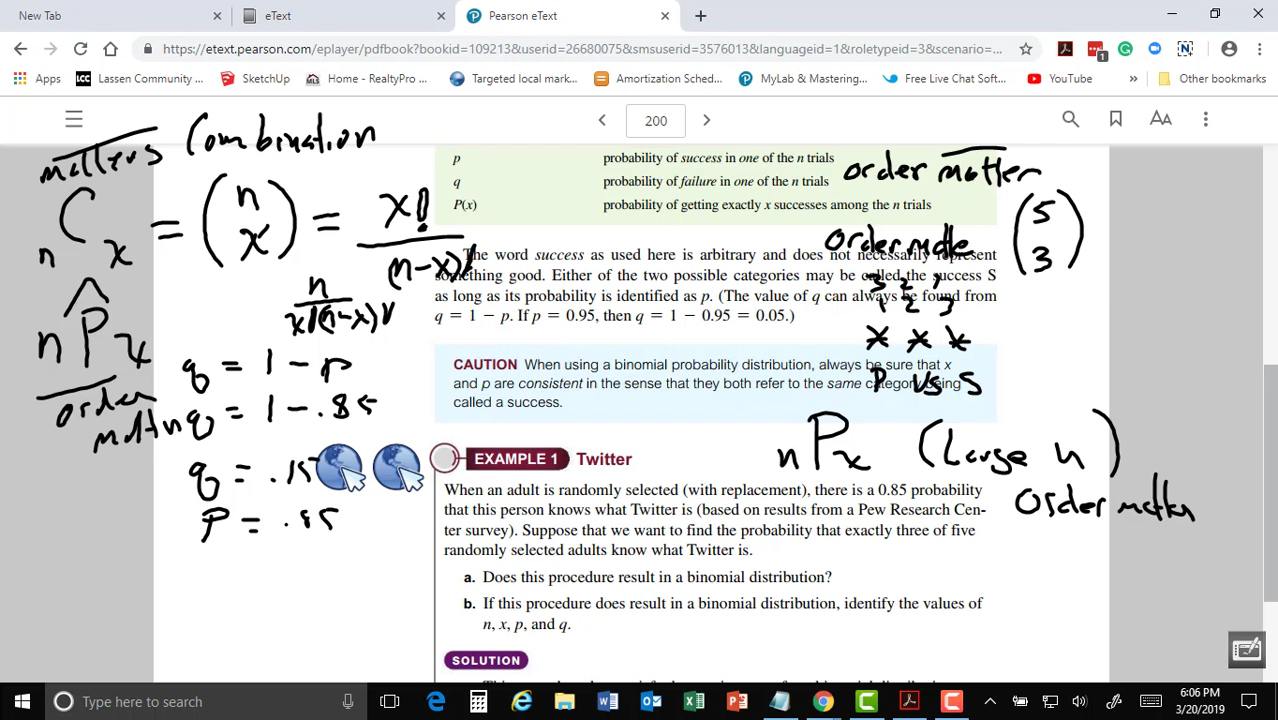 New Tab
eText
Pearson eText
https://etext.pearson.com/eplayer/pdfbook?bookid=109213&userid=26680075&smsuserid=3576013&languageid=1&roletypeid=3&scenario=...
1
Apps
Lassen Community ...
SketchUp
Home - RealtyPro ...
Targeted local mark...
Amortization Sched...
MyLab & Mastering...
Free Live Chat Soft...
YouTube
»
Other bookmarks
200
matters Combination
p probability of success in one of the n trials
q probability of failure in one of the n trials
P(x) probability of getting exactly x successes among the n trials
order matter
nCx = (n x) = x! / (n-x)!
(5 3)
order matte
n / x!(n-x)!
3 2 1
1 2 3
* * *
P vs S
The word success as used here is arbitrary and does not necessarily represent
something good. Either of the two possible categories may be called the success S
as long as its probability is identified as p. (The value of q can always be found from
q = 1 − p. If p = 0.95, then q = 1 − 0.95 = 0.05.)
nPx
order
q = 1 - p
q = 1 - .85
q = .15
P = .85
CAUTION When using a binomial probability distribution, always be sure that x
and p are consistent in the sense that they both refer to the same category being
called a success.
nPx (Large n)
order matter
EXAMPLE 1 Twitter
When an adult is randomly selected (with replacement), there is a 0.85 probability
that this person knows what Twitter is (based on results from a Pew Research Cen-
ter survey). Suppose that we want to find the probability that exactly three of five
randomly selected adults know what Twitter is.
a. Does this procedure result in a binomial distribution?
b. If this procedure does result in a binomial distribution, identify the values of
n, x, p, and q.
SOLUTION
Type here to search
6:06 PM
3/20/2019